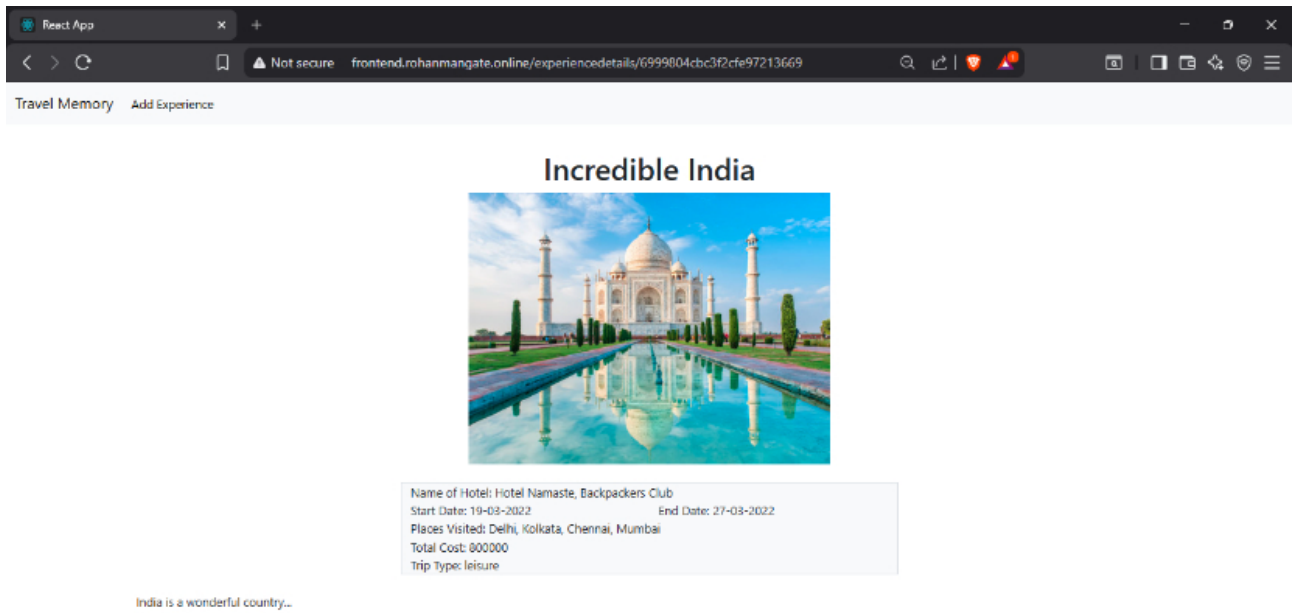 React App
Not secure frontend.rohanmangate.online/experiencedetails/6999804cbc3f2cfe97213669
Travel Memory Add Experience
Incredible India
Name of Hotel: Hotel Namaste, Backpackers Club
Start Date: 19-03-2022 End Date: 27-03-2022
Places Visited: Delhi, Kolkata, Chennai, Mumbai
Total Cost: 800000
Trip Type: leisure
India is a wonderful country...